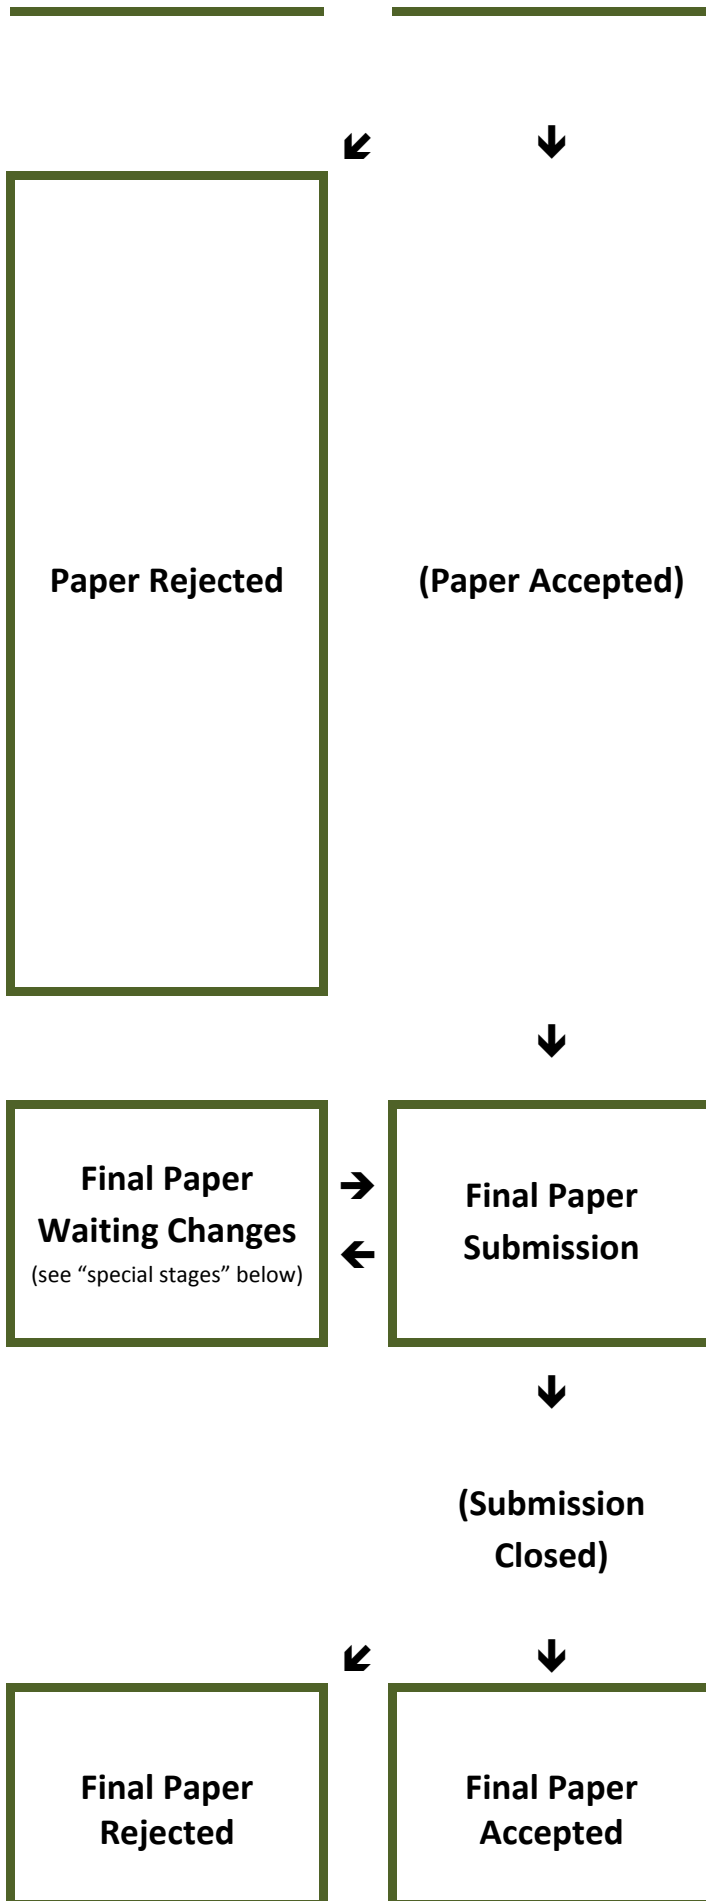 Paper Rejected
(Paper Accepted)
Final Paper
Waiting Changes
(see “special stages” below)
Final Paper
Submission
(Submission
Closed)
Final Paper
Rejected
Final Paper
Accepted